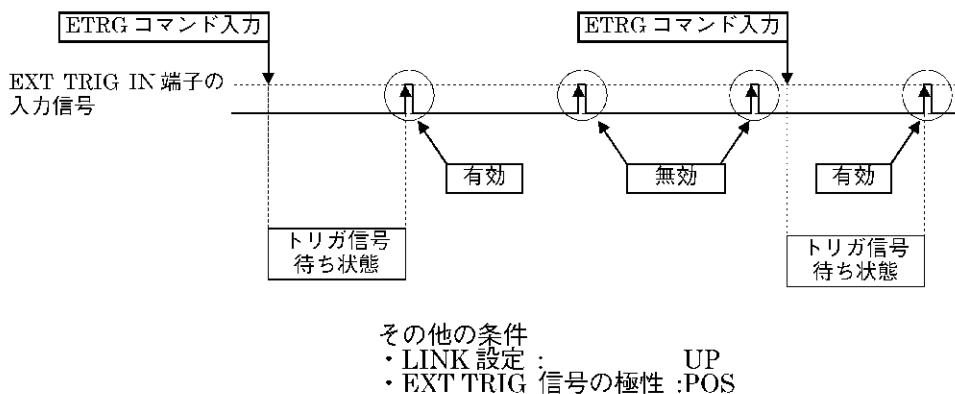 ETRG コマンド入力
ETRG コマンド入力
EXT TRIG IN 端子の
入力信号
有効
無効
有効
トリガ信号
待ち状態
トリガ信号
待ち状態
その他の条件
・LINK 設定 : UP
・EXT TRIG 信号の極性 :POS